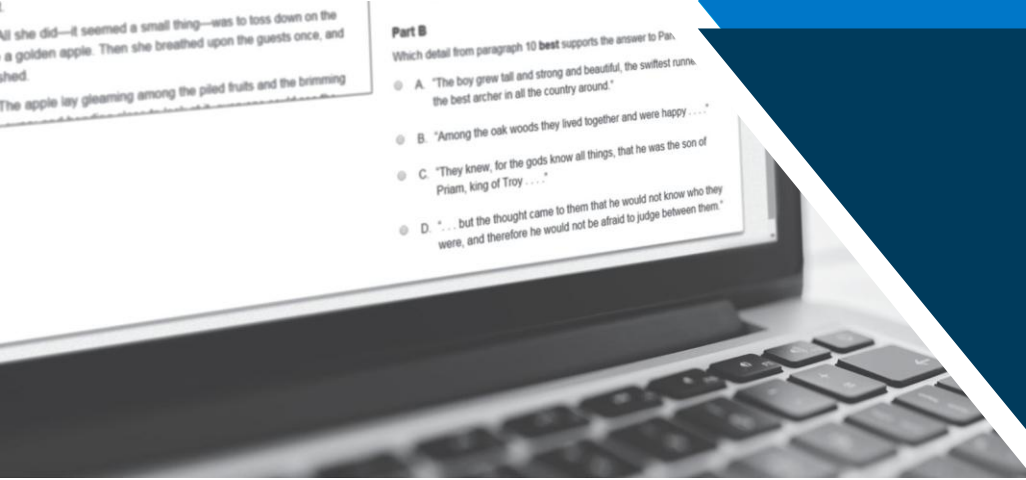 All she did—it seemed a small thing—was to toss down on the
a golden apple. Then she breathed upon the guests once, and
shed.
The apple lay gleaming among the piled fruits and the brimming
Part B
Which detail from paragraph 10 best supports the answer to
A. "The boy grew tall and strong and beautiful, the swiftest
the best archer in all the country around."
B. "Among the oak woods they lived together and were happy . . . ."
C. "They knew, for the gods know all things, that he was the son of
Priam, king of Troy . . . ."
D. ". . . but the thought came to them that he would not know who they
were, and therefore he would not be afraid to judge between them."